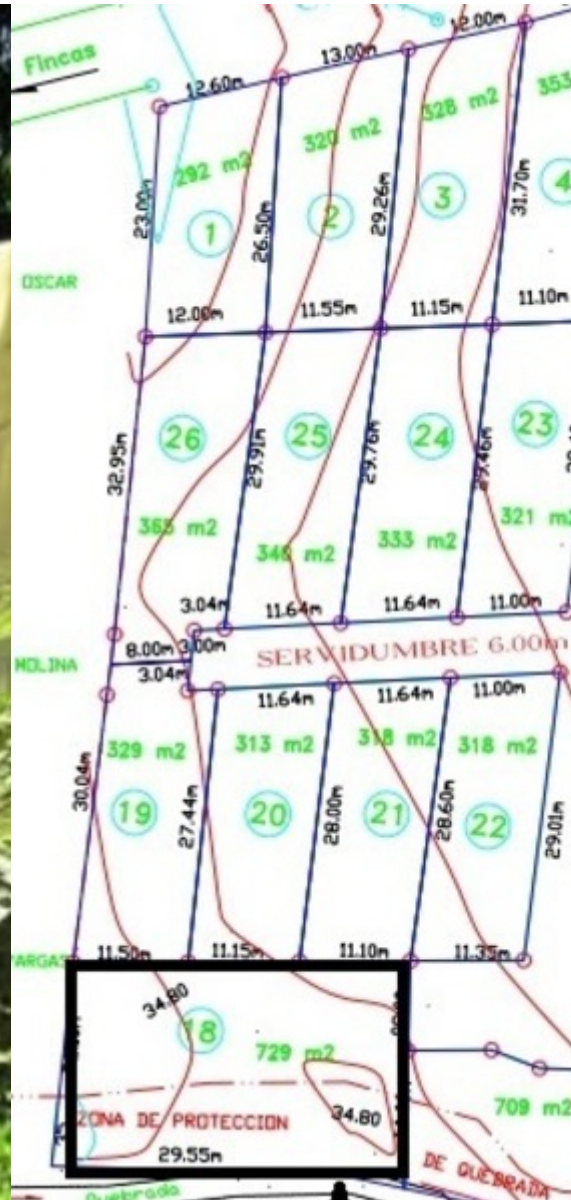 Fincas
12.60m
13.00m
12.00m
292 m2
320 m2
328 m2
353
23.00m
1
26.50m
2
29.26m
3
31.70m
4
OSCAR
12.00m
11.55m
11.15m
11.10m
32.95m
26
29.91m
25
29.76m
24
29.46m
23
365 m2
333 m2
321 m2
3.04m
11.64m
11.64m
11.00m
MOLINA
8.00m
3.00m
SERVIDUMBRE 6.00m
3.04m
11.64m
11.64m
11.00m
329 m2
313 m2
318 m2
318 m2
30.04m
19
27.44m
20
28.00m
21
28.60m
22
29.01m
VARGAS
11.50m
11.15m
11.10m
11.35m
34.80
18
729 m2
709 m2
ZONA DE PROTECCION
34.80
29.55m
DE QUEBRADA
Quebrada